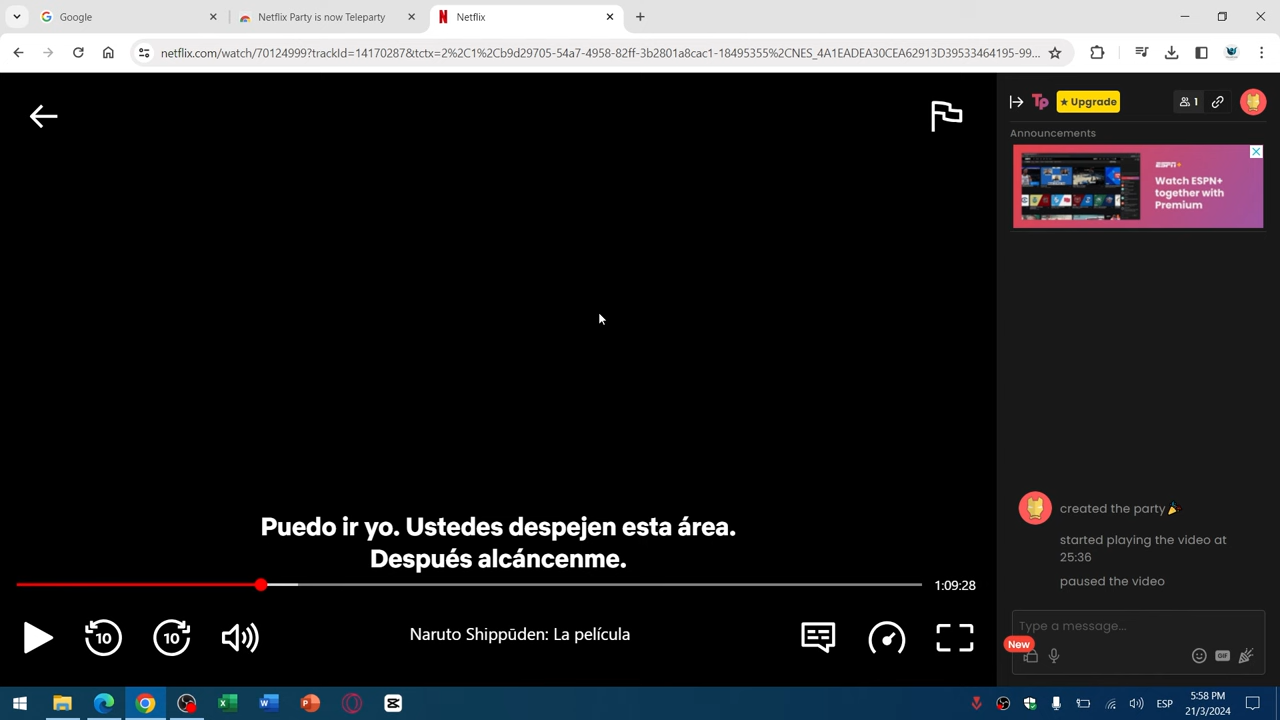 Google
Netflix Party is now Teleparty
Netflix
netflix.com/watch/70124999?trackId=14170287&tctx=2%2C1%2Cb9d29705-54a7-4958-82ff-3b2801a8cac1-18495355%2CNES_4A1EADEA30CEA62913D39533464195-99...
Tp
★ Upgrade
1
Announcements
ESPN+
Watch ESPN+
together with
Premium
Puedo ir yo. Ustedes despejen esta área.
Después alcáncenme.
1:09:28
10
10
Naruto Shippūden: La película
created the party🎉
started playing the video at
25:36
paused the video
Type a message...
New
GIF
ESP
5:58 PM
21/3/2024